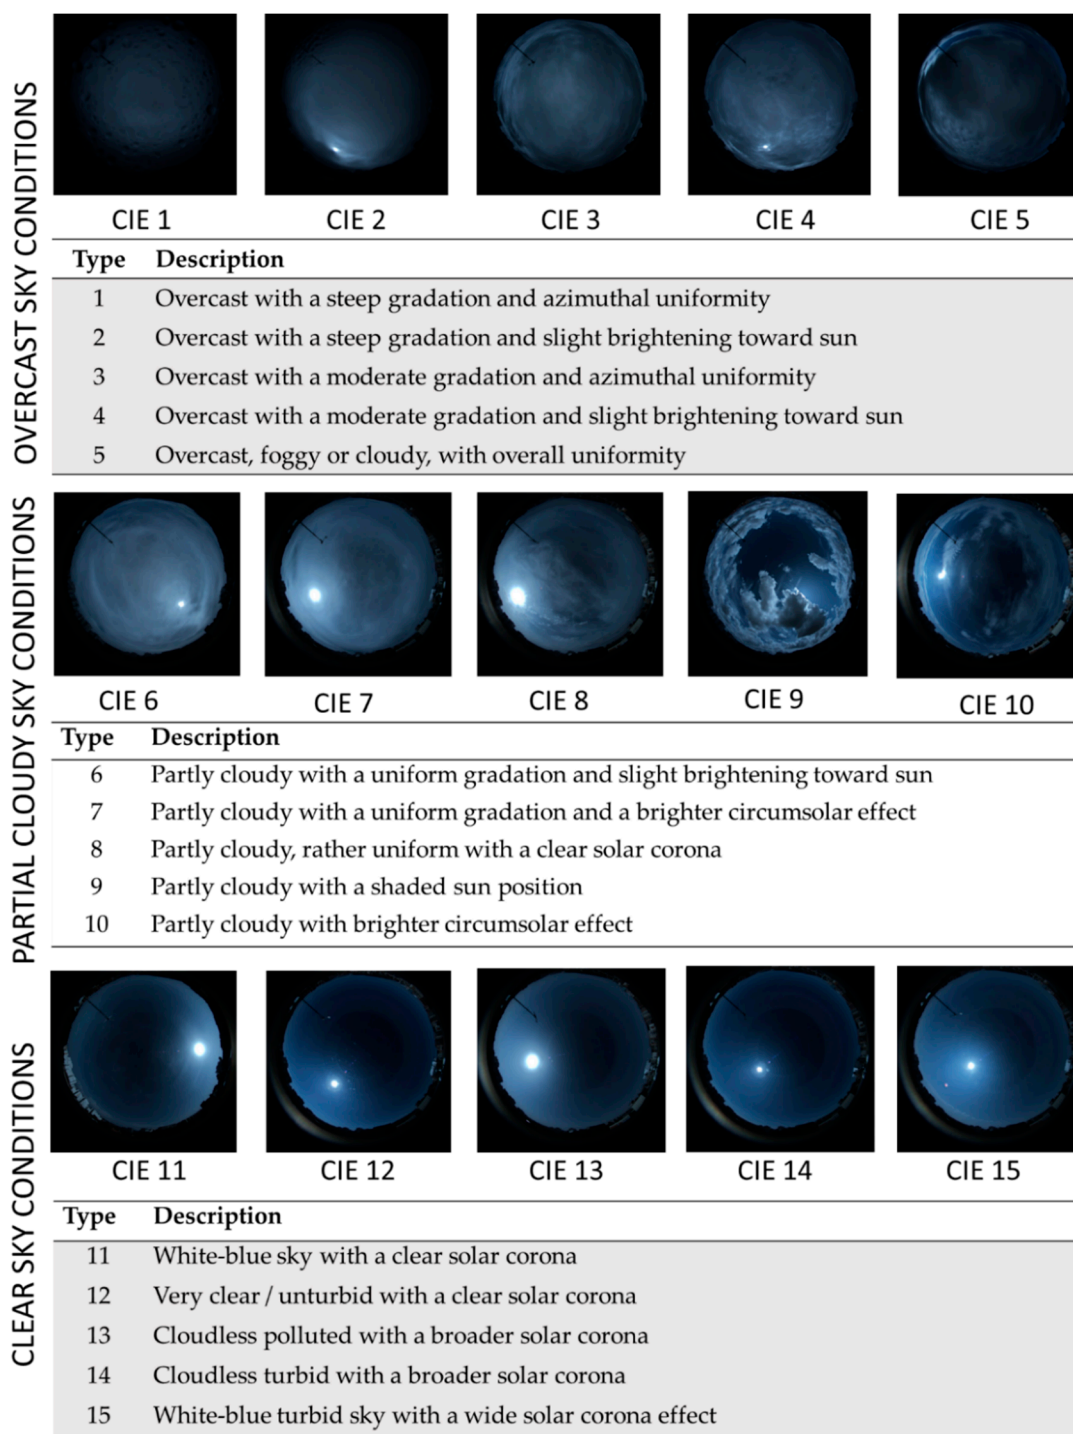 OVERCAST SKY CONDITIONS
CIE 1 CIE 2 CIE 3 CIE 4 CIE 5
Type Description
1 Overcast with a steep gradation and azimuthal uniformity
2 Overcast with a steep gradation and slight brightening toward sun
3 Overcast with a moderate gradation and azimuthal uniformity
4 Overcast with a moderate gradation and slight brightening toward sun
5 Overcast, foggy or cloudy, with overall uniformity
PARTIAL CLOUDY SKY CONDITIONS
CIE 6 CIE 7 CIE 8 CIE 9 CIE 10
Type Description
6 Partly cloudy with a uniform gradation and slight brightening toward sun
7 Partly cloudy with a uniform gradation and a brighter circumsolar effect
8 Partly cloudy, rather uniform with a clear solar corona
9 Partly cloudy with a shaded sun position
10 Partly cloudy with brighter circumsolar effect
CLEAR SKY CONDITIONS
CIE 11 CIE 12 CIE 13 CIE 14 CIE 15
Type Description
11 White-blue sky with a clear solar corona
12 Very clear / unturbid with a clear solar corona
13 Cloudless polluted with a broader solar corona
14 Cloudless turbid with a broader solar corona
15 White-blue turbid sky with a wide solar corona effect